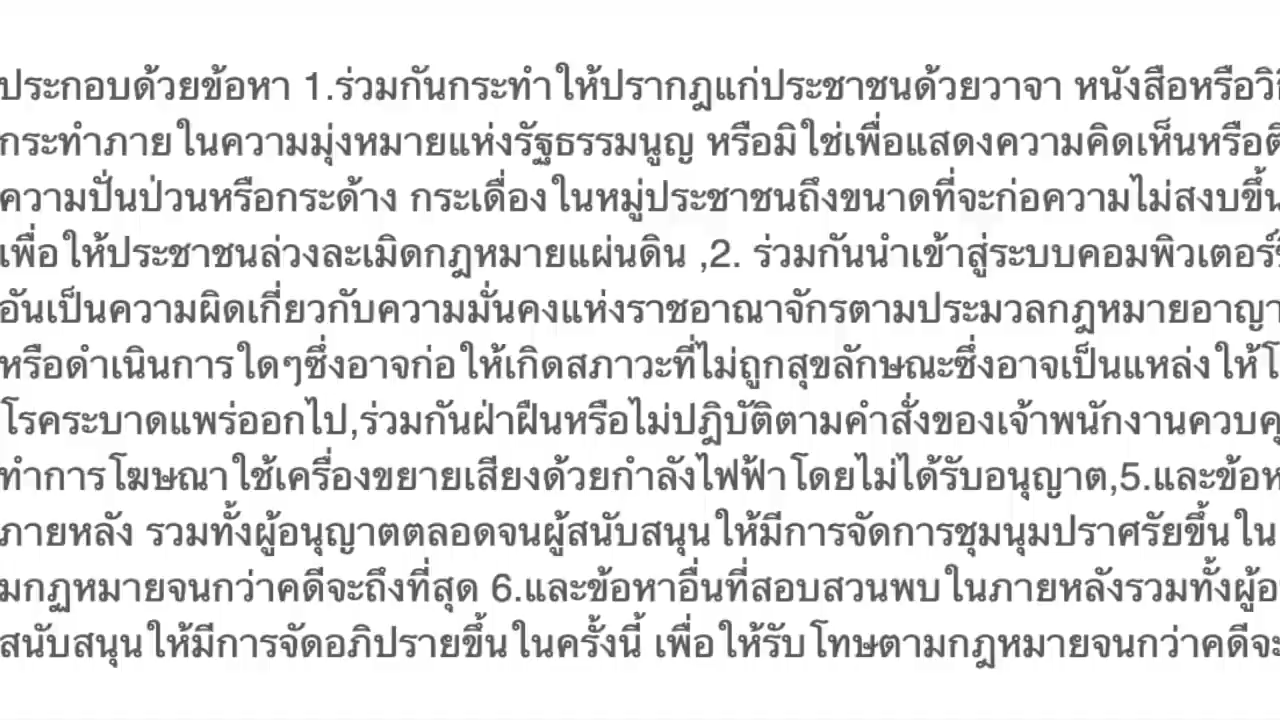 ประกอบด้วยข้อหา 1.ร่วมกันกระทำให้ปรากฎแก่ประชาชนด้วยวาจา หนังสือหรือ
กระทำภายในความมุ่งหมายแห่งรัฐธรรมนูญ หรือมิใช่เพื่อแสดงความคิดเห็นหรือ
ความปั่นป่วนหรือกระด้าง กระเดื่องในหมู่ประชาชนถึงขนาดที่จะก่อความไม่สงบขึ้น
เพื่อให้ประชาชนล่วงละเมิดกฎหมายแผ่นดิน ,2. ร่วมกันนำเข้าสู่ระบบคอมพิวเตอร์
อันเป็นความผิดเกี่ยวกับความมั่นคงแห่งราชอาณาจักรตามประมวลกฎหมายอาญา
หรือดำเนินการใดๆซึ่งอาจก่อให้เกิดสภาวะที่ไม่ถูกสุขลักษณะซึ่งอาจเป็นแหล่งให้
โรคระบาดแพร่ออกไป,ร่วมกันฝ่าฝืนหรือไม่ปฎิบัติตามคำสั่งของเจ้าพนักงาน
ทำการโฆษณาใช้เครื่องขยายเสียงด้วยกำลังไฟฟ้าโดยไม่ได้รับอนุญาต,5.และ
ภายหลัง รวมทั้งผู้อนุญาตตลอดจนผู้สนับสนุนให้มีการจัดการชุมนุมปราศรัยขึ้นใน
มกฏหมายจนกว่าคดีจะถึงที่สุด 6.และข้อหาอื่นที่สอบสวนพบในภายหลังรวมทั้ง
สนับสนุนให้มีการจัดอภิปรายขึ้นในครั้งนี้ เพื่อให้รับโทษตามกฎหมายจนกว่าคดีจะ